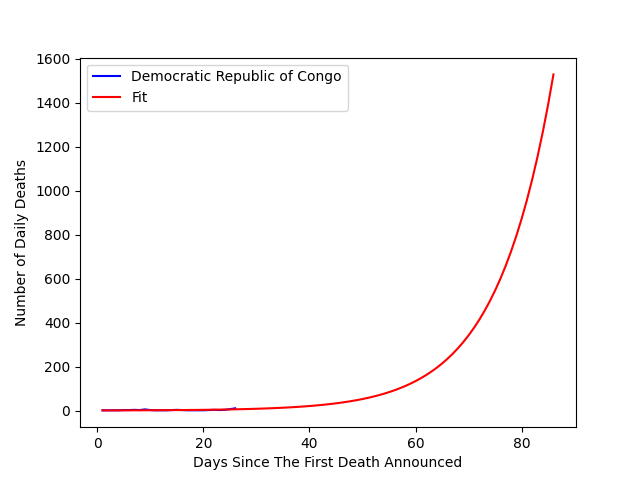 Democratic Republic of Congo
Fit
1600
1400
1200
1000
800
600
400
200
0
Number of Daily Deaths
0 20 40 60 80
Days Since The First Death Announced